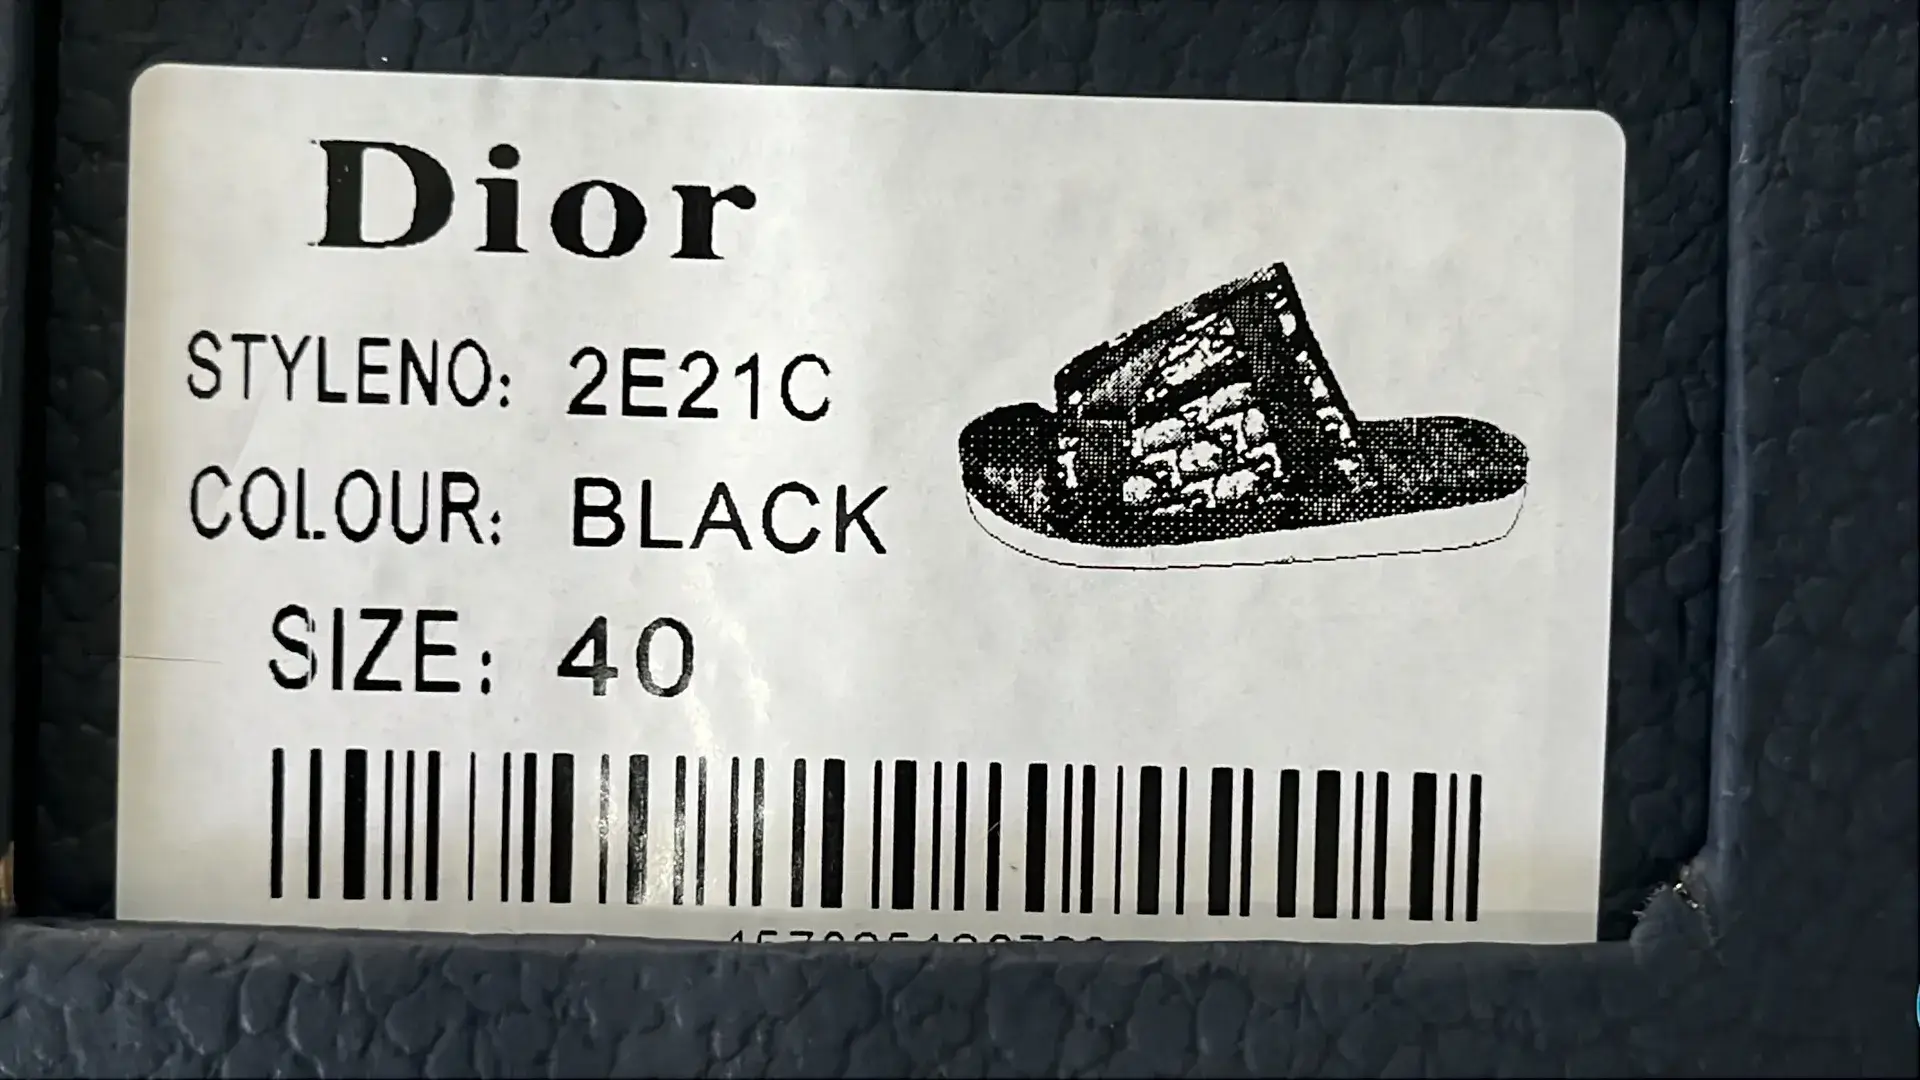 Dior
STYLENO: 2E21C
COLOUR: BLACK
SIZE: 40